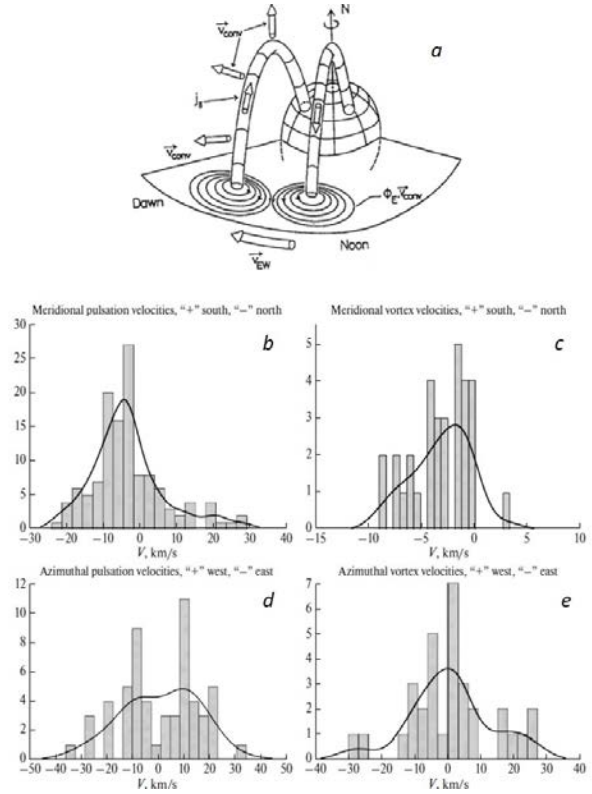 N
a
v conv
j s
v conv
Dawn
Φ E, v conv
Noon
v EW
Meridional pulsation velocities, “+” south, “−” north
b
30
25
20
15
10
5
0
−30 −20 −10 0 10 20 30 40
V, km/s
Meridional vortex velocities, “+” south, “−” north
c
5
4
3
2
1
0
−15 −10 −5 0 5 10
V, km/s
Azimuthal pulsation velocities, “+” west, “−” east
d
12
10
8
6
4
2
0
−50 −40 −30 −20 −10 0 10 20 30 40 50
V, km/s
Azimuthal vortex velocities, “+” west, “−” east
e
7
6
5
4
3
2
1
0
−40 −30 −20 −10 0 10 20 30 40
V, km/s